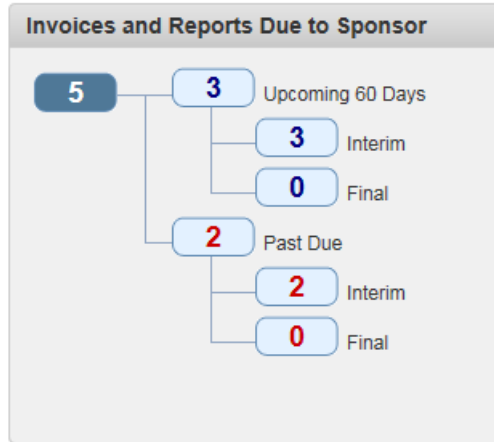 Invoices and Reports Due to Sponsor
5
3 Upcoming 60 Days
3 Interim
0 Final
2 Past Due
2 Interim
0 Final